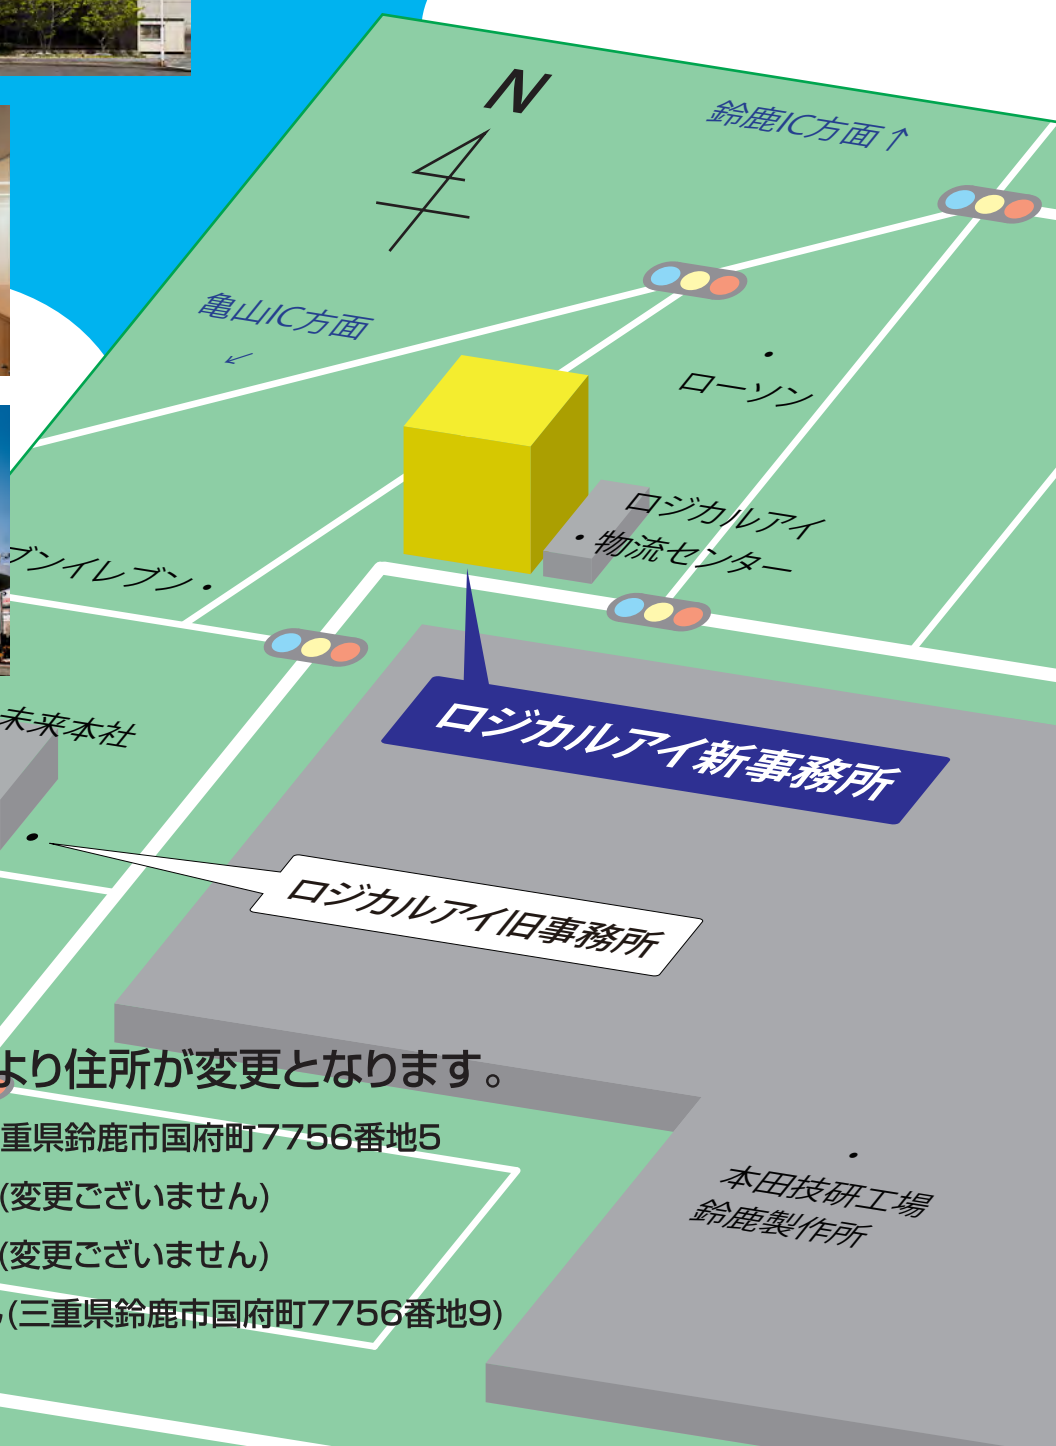 N
鈴鹿IC方面↑
亀山IC方面
↙
ローソン
ロジカルアイ
物流センター
ブンイレブン
未来本社
ロジカルアイ新事務所
ロジカルアイ旧事務所
より住所が変更となります。
重県鈴鹿市国府町7756番地5
(変更ございません)
(変更ございません)
(三重県鈴鹿市国府町7756番地9)
本田技研工場
鈴鹿製作所